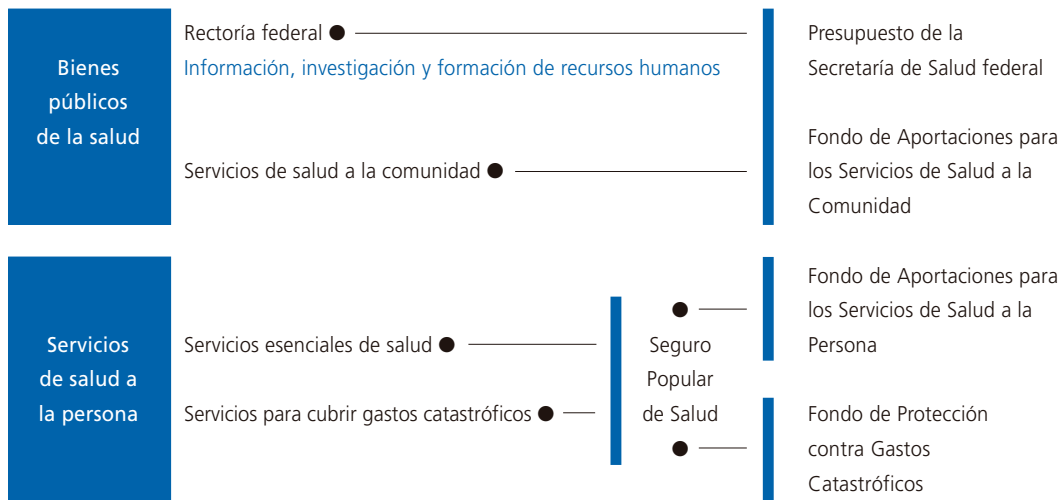 Bienes
públicos
de la salud
Rectoría federal ●
Información, investigación y formación de recursos humanos
Servicios de salud a la comunidad ●
Presupuesto de la
Secretaría de Salud federal
Fondo de Aportaciones para
los Servicios de Salud a la
Comunidad
Servicios
de salud a
la persona
Servicios esenciales de salud ●
Servicios para cubrir gastos catastróficos ●
Seguro
Popular
de Salud
Fondo de Aportaciones para
los Servicios de Salud a la
Persona
Fondo de Protección
contra Gastos
Catastróficos